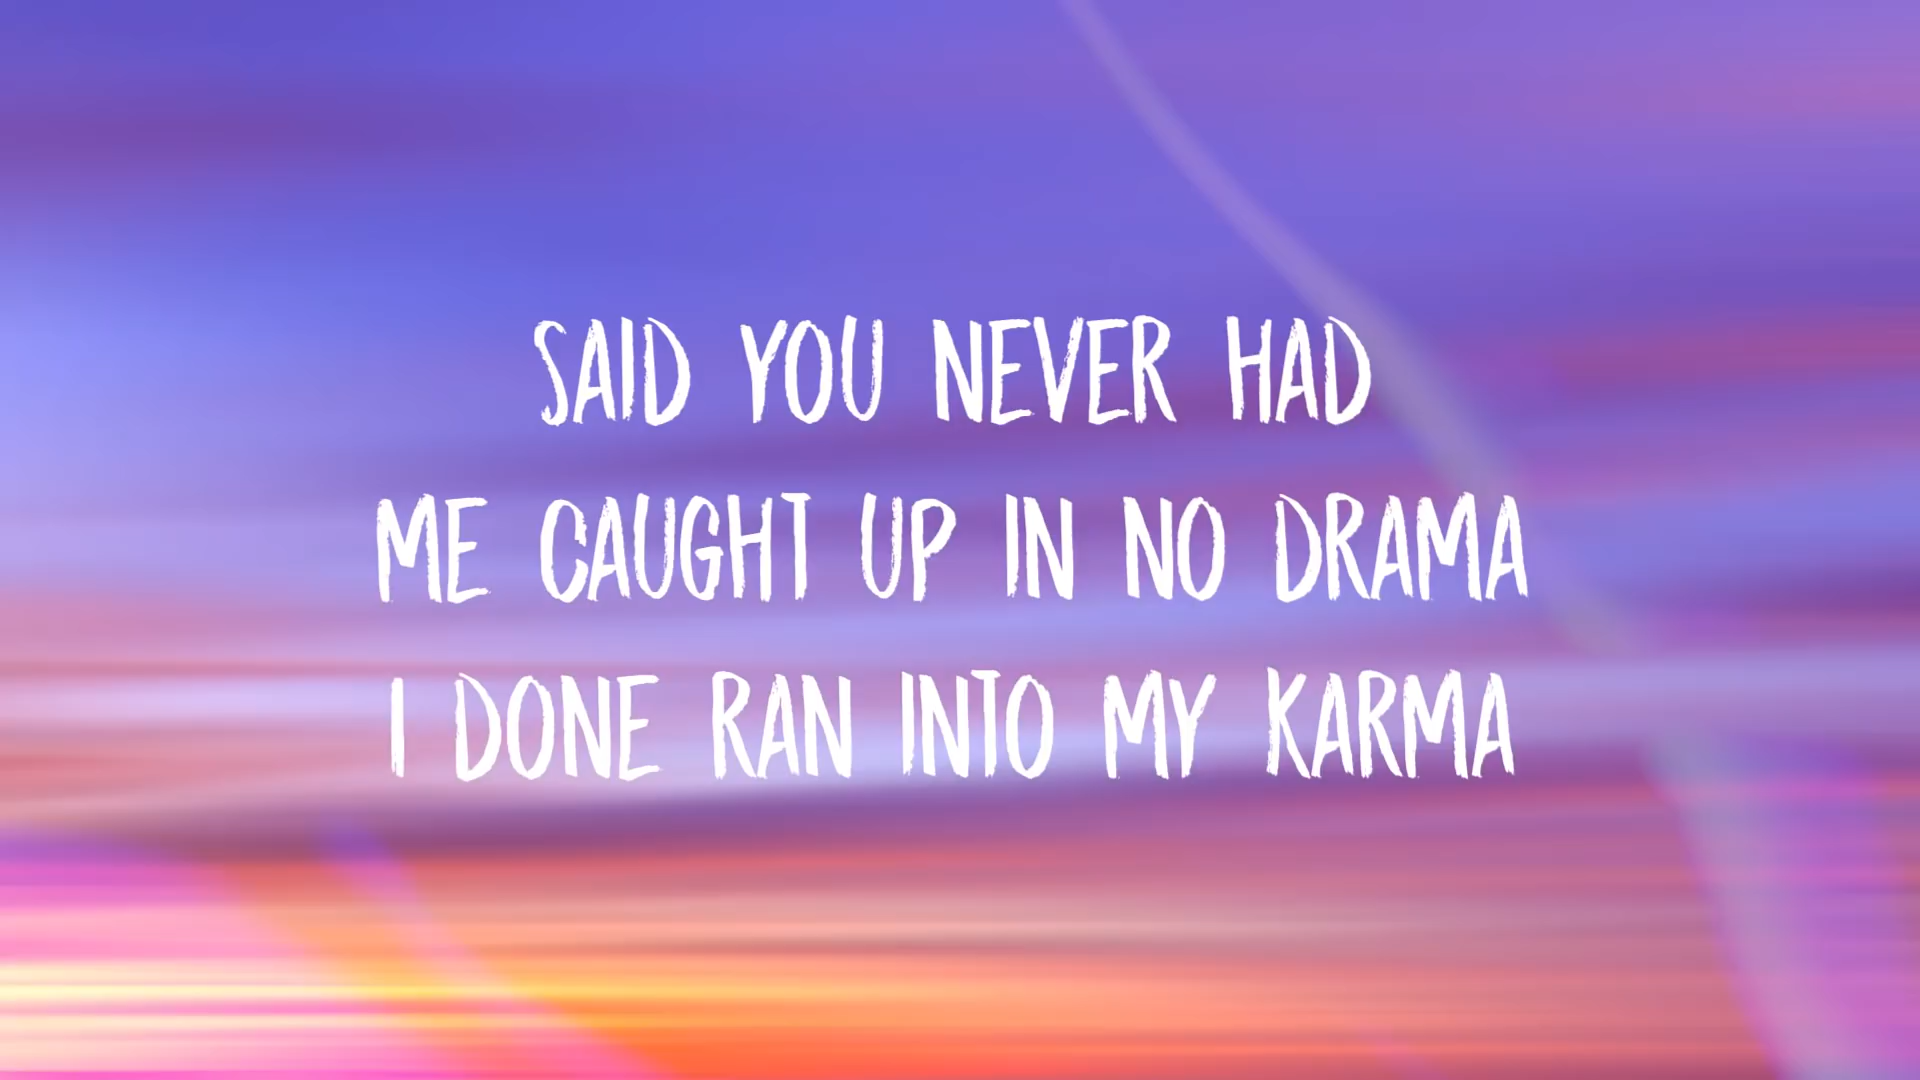 SAID YOU NEVER HAD
ME CAUGHT UP IN NO DRAMA
I DONE RAN INTO MY KARMA